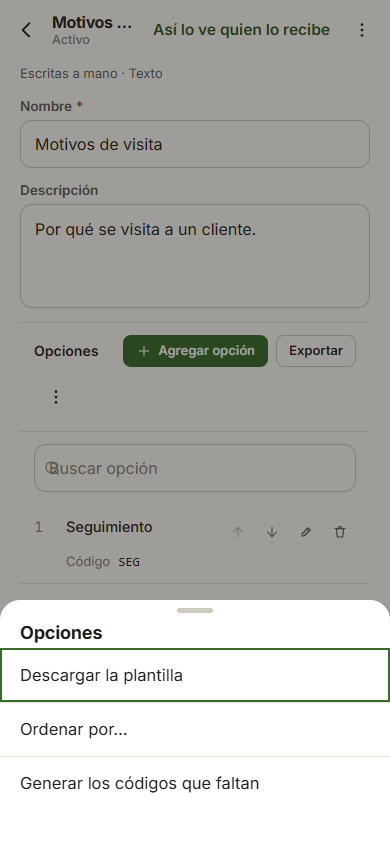 Motivos ...
Activo
Así lo ve quien lo recibe
Escritas a mano · Texto
Nombre *
Motivos de visita
Descripción
Por qué se visita a un cliente.
Opciones
Agregar opción
Exportar
Buscar opción
1 Seguimiento
Código SEG
Opciones
Descargar la plantilla
Ordenar por...
Generar los códigos que faltan